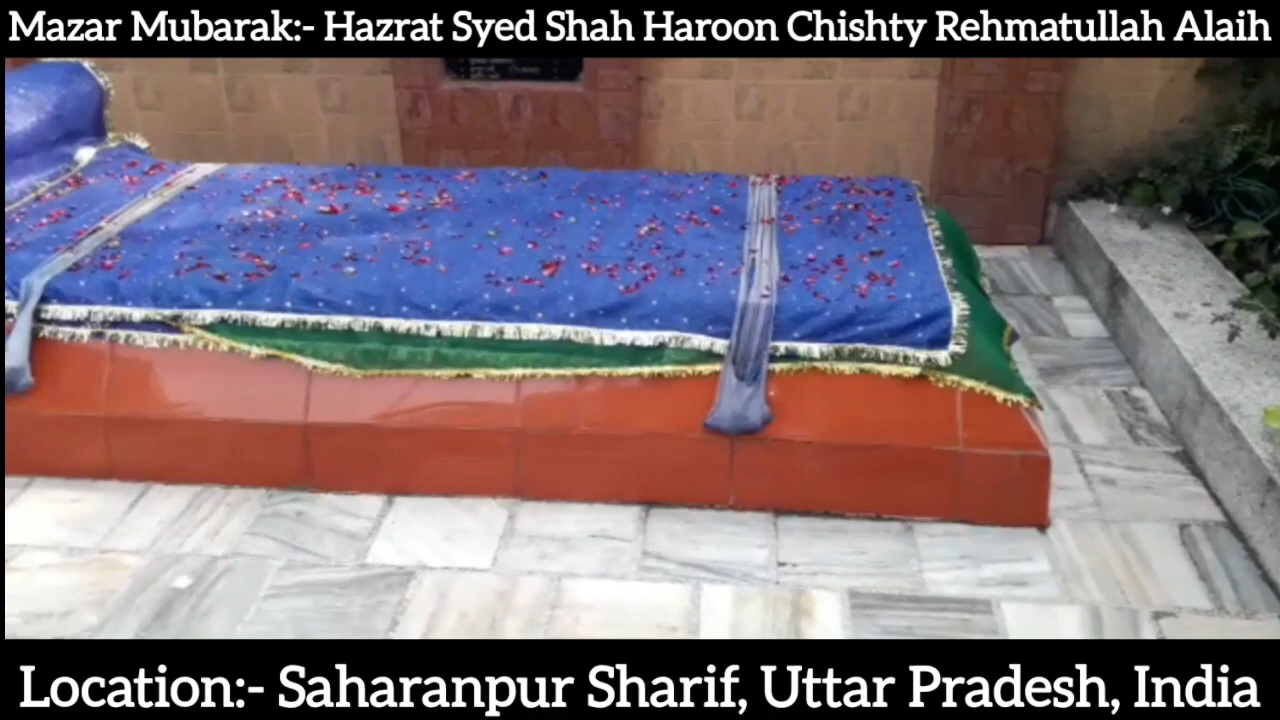 Mazar Mubarak:- Hazrat Syed Shah Haroon Chishty Rehmatullah Alaih
Location:- Saharanpur Sharif, Uttar Pradesh, India